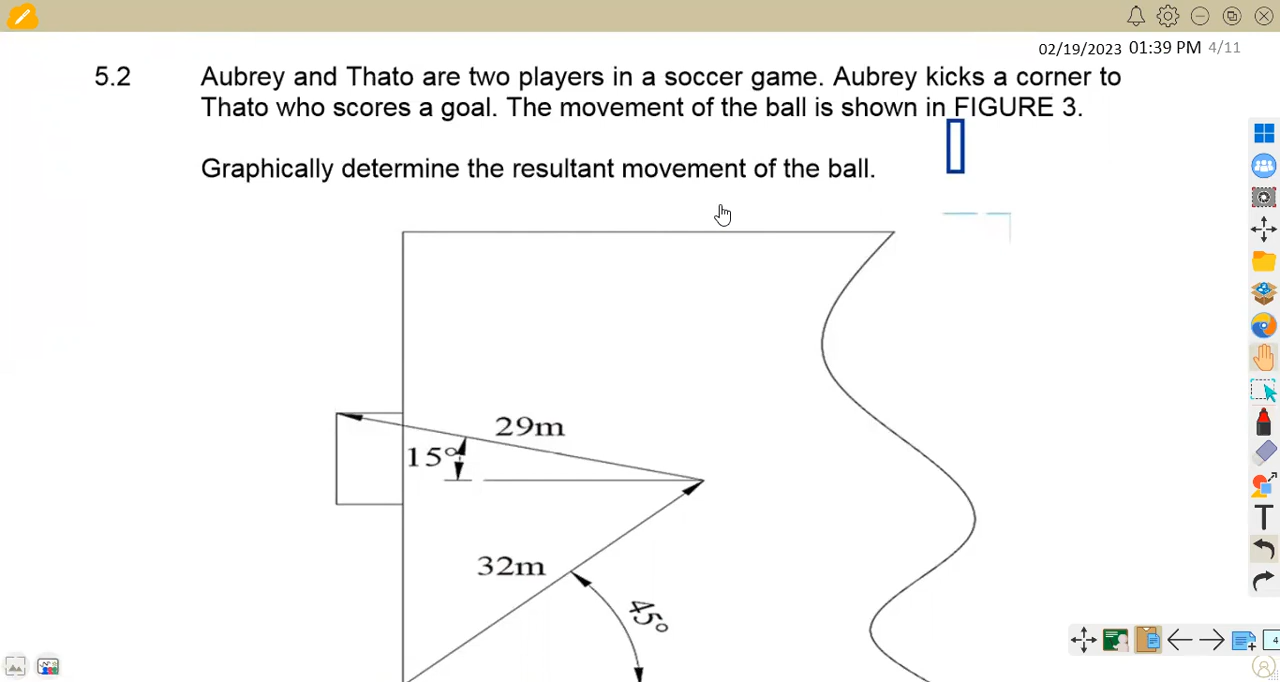 02/19/2023 01:39 PM 4/11
5.2 Aubrey and Thato are two players in a soccer game. Aubrey kicks a corner to
Thato who scores a goal. The movement of the ball is shown in FIGURE 3.
Graphically determine the resultant movement of the ball.
29m
15°
32m
45°
T
4